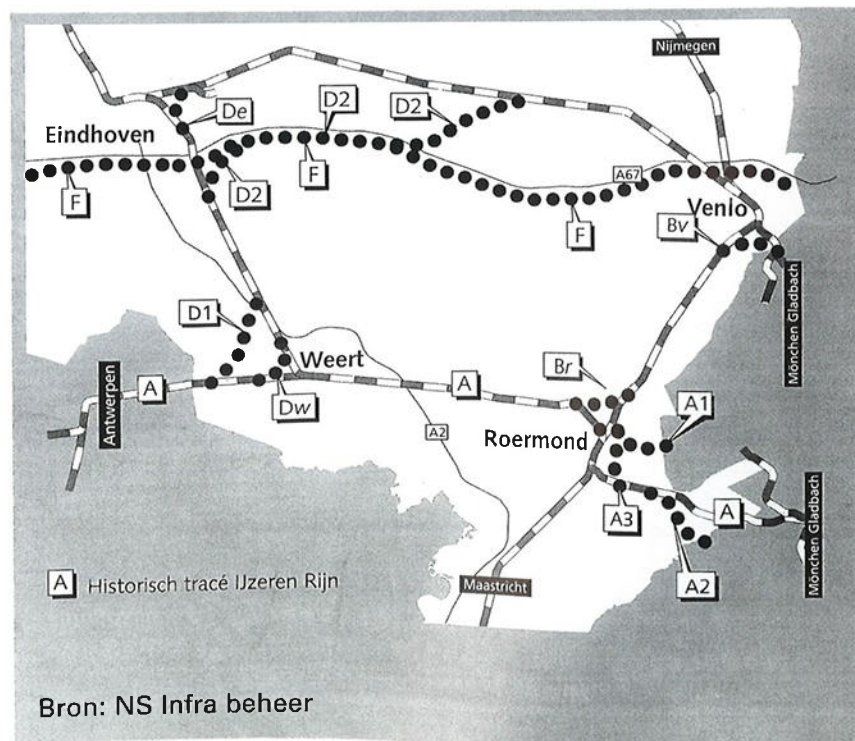 Nijmegen
De
D2
D2
Eindhoven
F
D2
F
A67
F
Venlo
Bv
Mönchen Gladbach
D1
Weert
Br
A
A
Dw
Antwerpen
A1
A2
Roermond
A3
A
Mönchen Gladbach
A2
Maastricht
A Historisch tracé IJzeren Rijn
Bron: NS Infra beheer